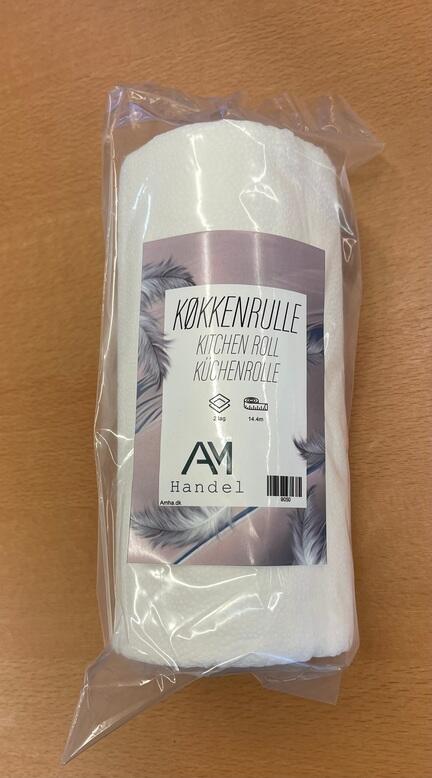 KØKKENRULLE
KITCHEN ROLL
KÜCHENROLLE
2 lag
14.4m
AM
Handel
9050
Amha.dk